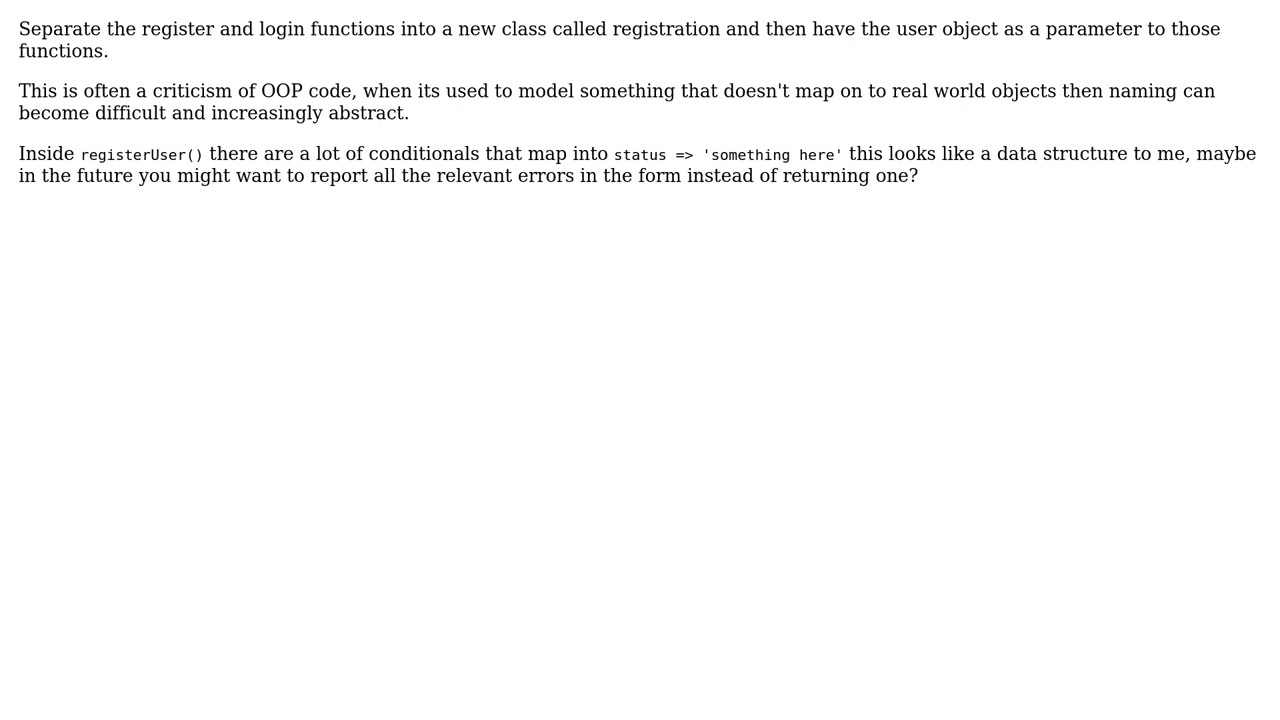 Separate the register and login functions into a new class called registration and then have the user object as a parameter to those
functions.
This is often a criticism of OOP code, when its used to model something that doesn't map on to real world objects then naming can
become difficult and increasingly abstract.
Inside registerUser() there are a lot of conditionals that map into status => 'something here' this looks like a data structure to me, maybe
in the future you might want to report all the relevant errors in the form instead of returning one?